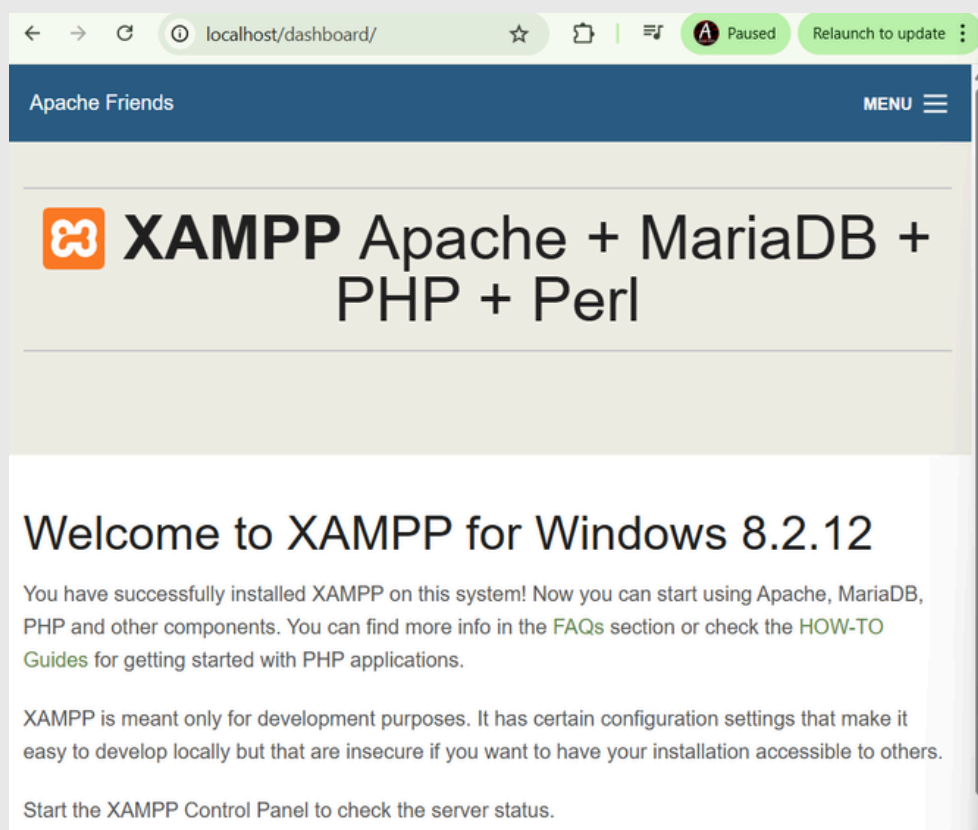 localhost/dashboard/
A Paused
Relaunch to update
Apache Friends
MENU
XAMPP Apache + MariaDB +
PHP + Perl
Welcome to XAMPP for Windows 8.2.12
You have successfully installed XAMPP on this system! Now you can start using Apache, MariaDB,
PHP and other components. You can find more info in the FAQs section or check the HOW-TO
Guides for getting started with PHP applications.
XAMPP is meant only for development purposes. It has certain configuration settings that make it
easy to develop locally but that are insecure if you want to have your installation accessible to others.
Start the XAMPP Control Panel to check the server status.